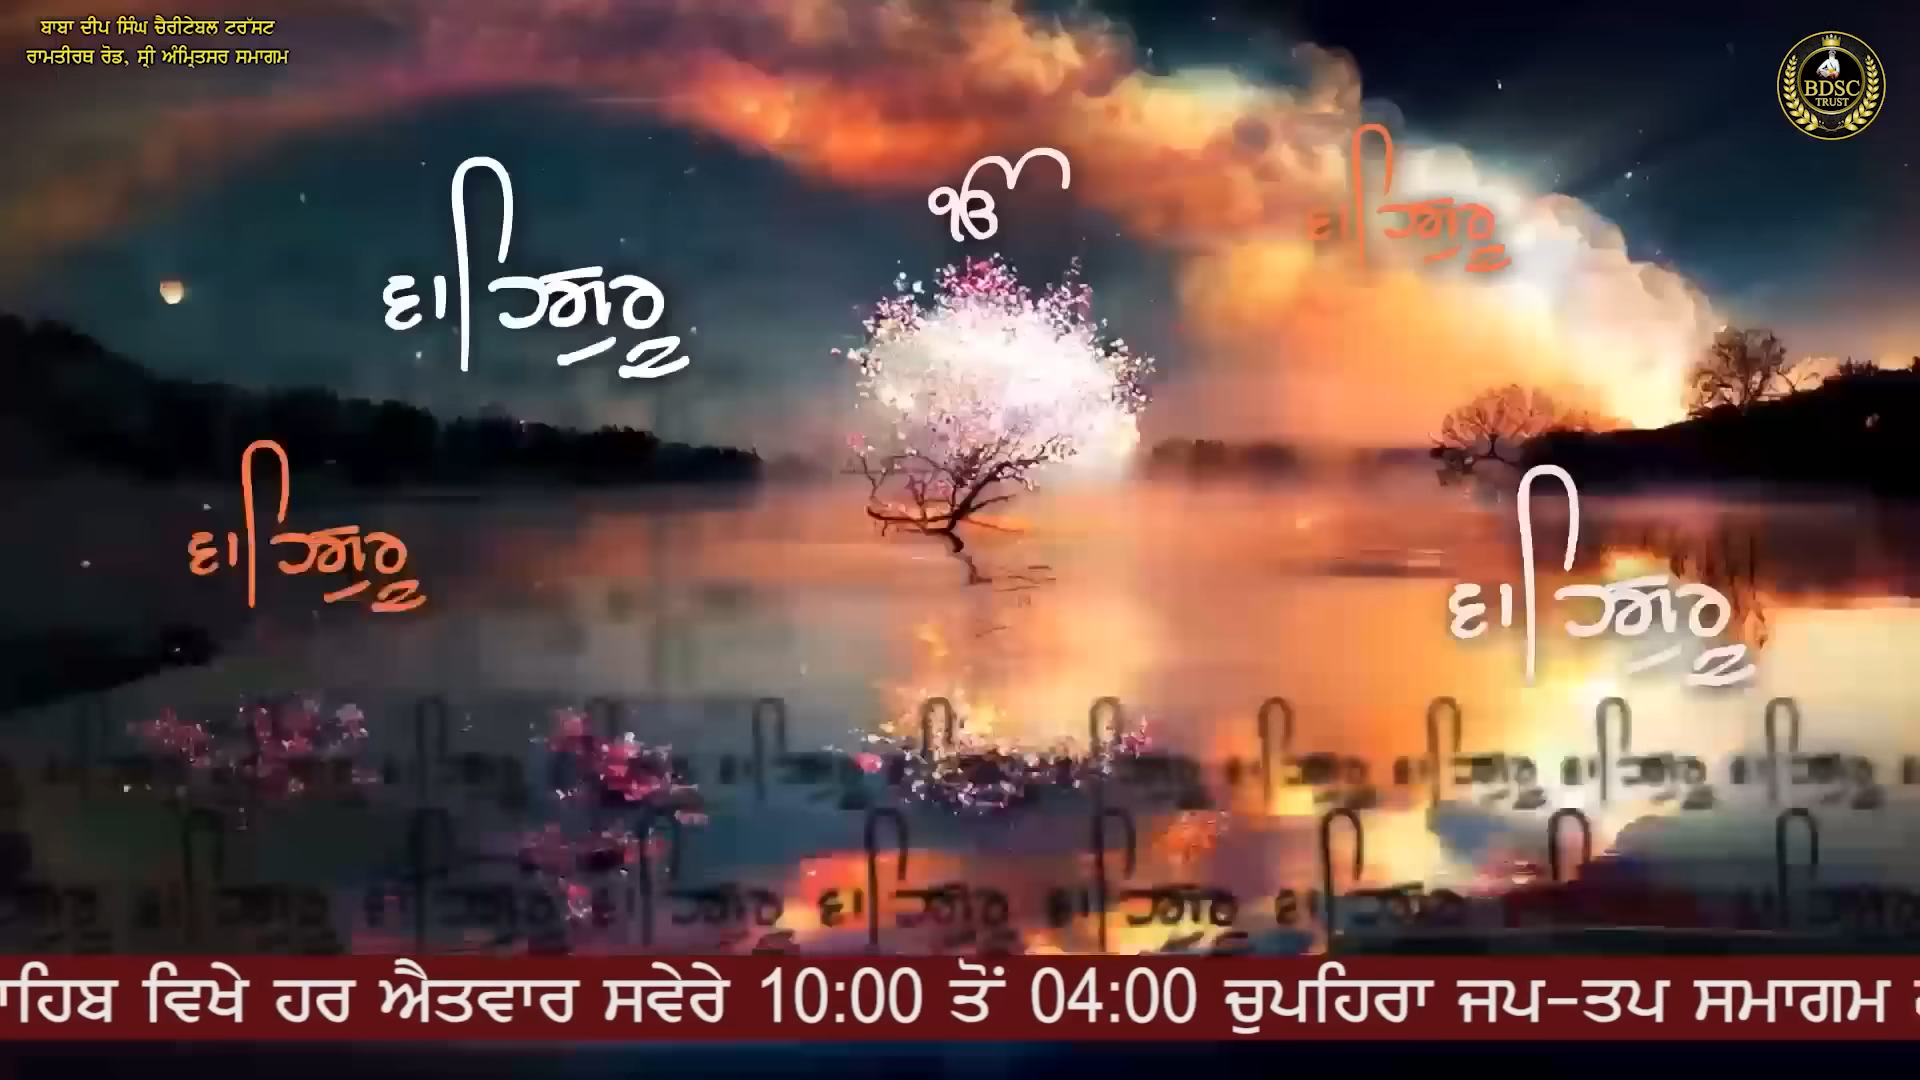 ਬਾਬਾ ਦੀਪ ਸਿੰਘ ਚੈਰੀਟੇਬਲ ਟਰੱਸਟ
ਰਾਮਤੀਰਥ ਰੋਡ, ਸ੍ਰੀ ਅੰਮ੍ਰਿਤਸਰ ਸਮਾਗਮ
BDSC
TRUST
ੴ
ਵਾਹਿਗੁਰੂ
ਵਾਹਿਗੁਰੂ
ਵਾਹਿਗੁਰੂ
ਵਾਹਿਗੁਰੂ
ਵਾਹਿਗੁਰੂ ਵਾਹਿਗੁਰੂ ਵਾਹਿਗੁਰੂ ਵਾਹਿਗੁਰੂ ਵਾਹਿਗੁਰੂ ਵਾਹਿਗੁਰੂ ਵਾਹਿਗੁਰੂ ਵਾਹਿਗੁਰੂ ਵਾਹਿਗੁਰੂ
ਵਾਹਿਗੁਰੂ ਵਾਹਿਗੁਰੂ ਵਾਹਿਗੁਰੂ ਵਾਹਿਗੁਰੂ ਵਾਹਿਗੁਰੂ ਵਾਹਿਗੁਰੂ ਵਾਹਿਗੁਰੂ
ਵਿਖੇ ਹਰ ਐਤਵਾਰ ਸਵੇਰੇ 10:00 ਤੋਂ 04:00 ਚੁਪਹਿਰਾ ਜਪ-ਤਪ ਸਮਾਗਮ